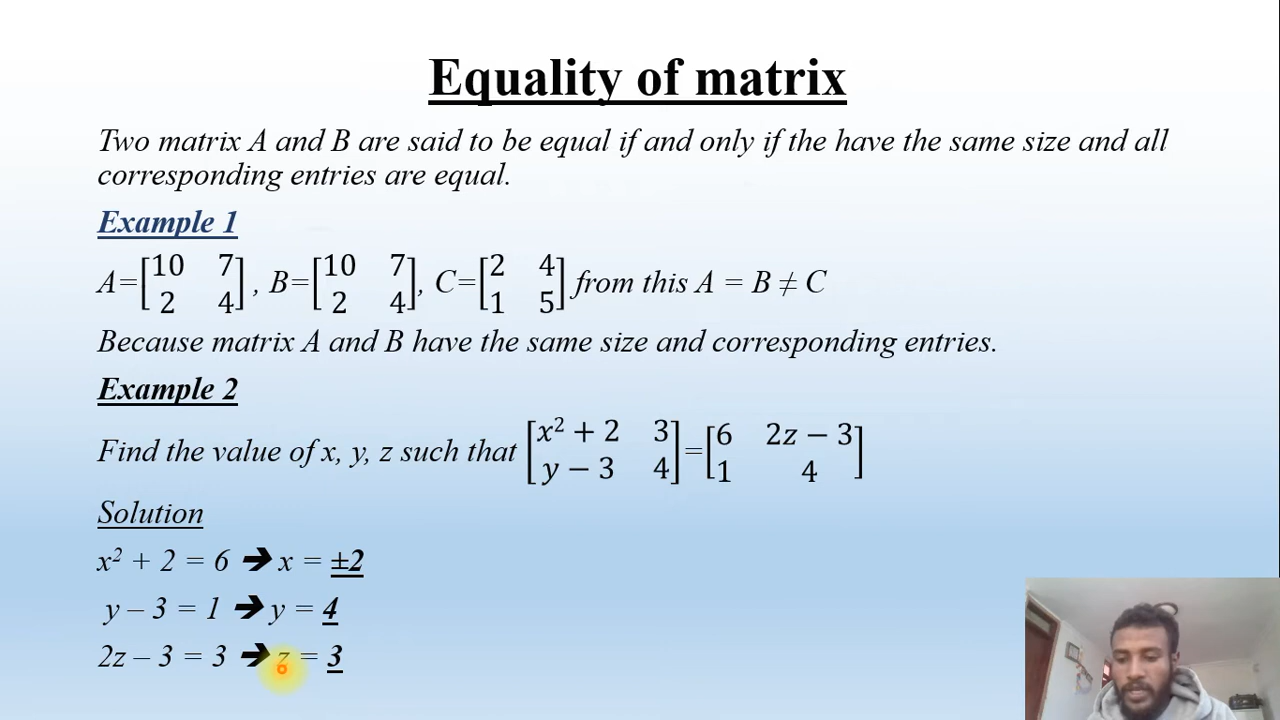 Equality of matrix
Two matrix A and B are said to be equal if and only if the have the same size and all
corresponding entries are equal.
Example 1
A=[10 7; 2 4], B=[10 7; 2 4], C=[2 4; 1 5] from this A = B ≠ C
Because matrix A and B have the same size and corresponding entries.
Example 2
Find the value of x, y, z such that [x² + 2 3; y − 3 4]=[6 2z − 3; 1 4]
Solution
x² + 2 = 6 ➔ x = ±2
y – 3 = 1 ➔ y = 4
2z – 3 = 3 ➔ z = 3